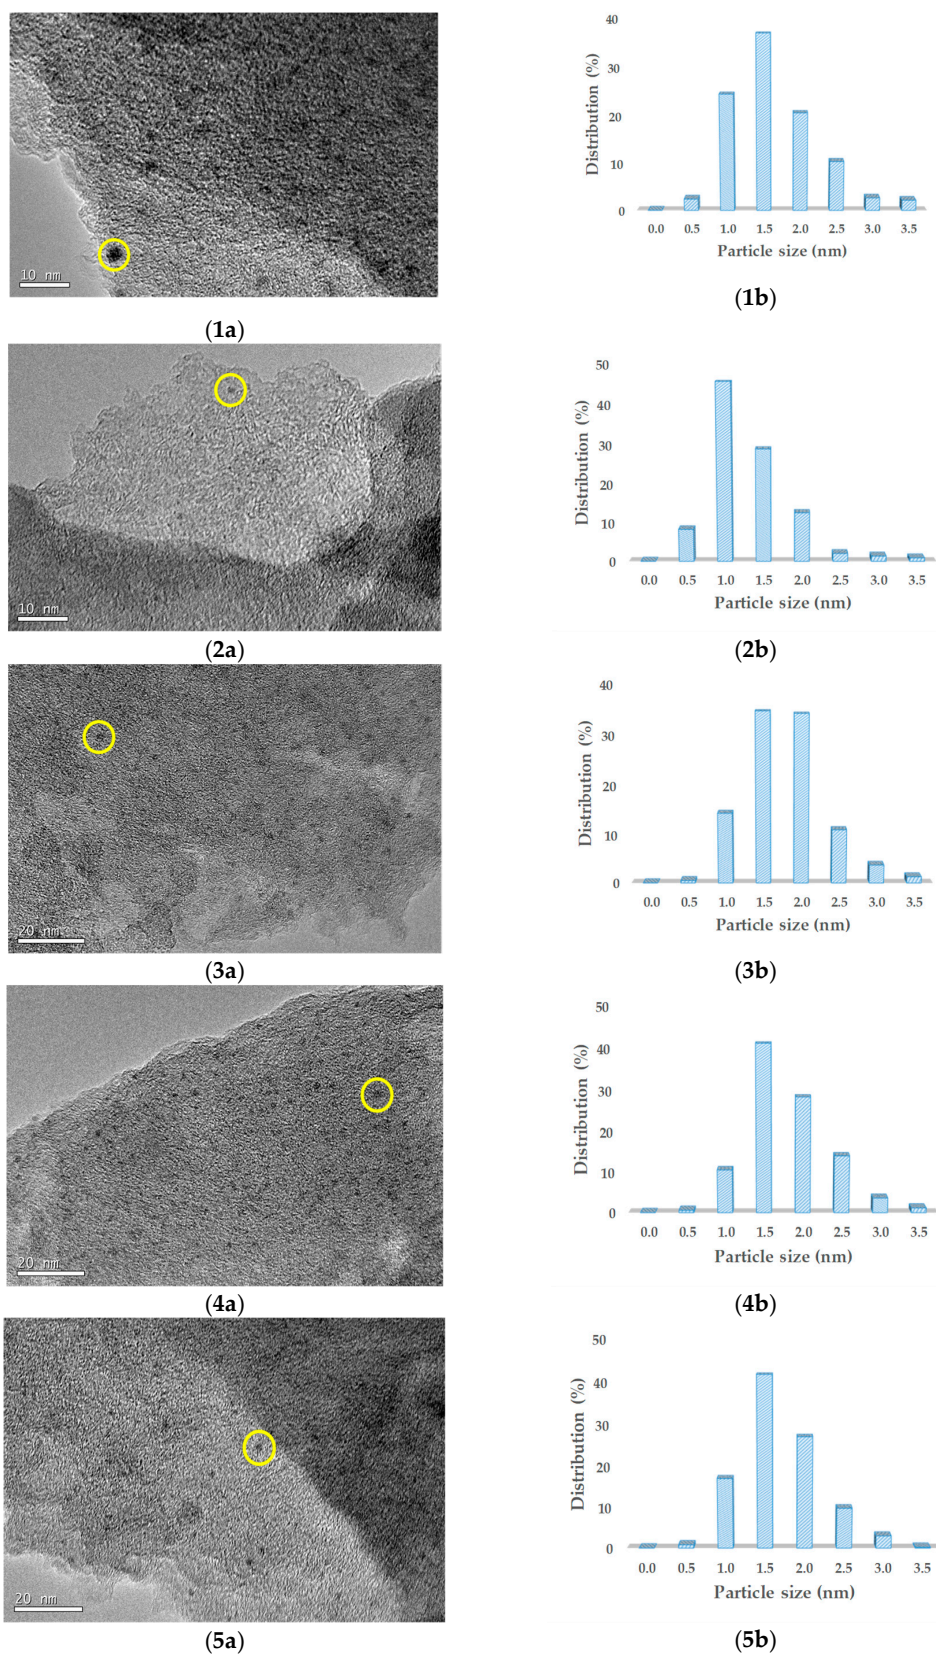 10 nm
(1a)
40
30
20
10
0
Distribution (%)
0.0 0.5 1.0 1.5 2.0 2.5 3.0 3.5
Particle size (nm)
(1b)
10 nm
(2a)
50
40
30
20
10
0
Distribution (%)
0.0 0.5 1.0 1.5 2.0 2.5 3.0 3.5
Particle size (nm)
(2b)
20 nm
(3a)
40
30
20
10
0
Distribution (%)
0.0 0.5 1.0 1.5 2.0 2.5 3.0 3.5
Particle size (nm)
(3b)
20 nm
(4a)
50
40
30
20
10
0
Distribution (%)
0.0 0.5 1.0 1.5 2.0 2.5 3.0 3.5
Particle size (nm)
(4b)
20 nm
(5a)
50
40
30
20
10
0
Distribution (%)
0.0 0.5 1.0 1.5 2.0 2.5 3.0 3.5
Particle size (nm)
(5b)